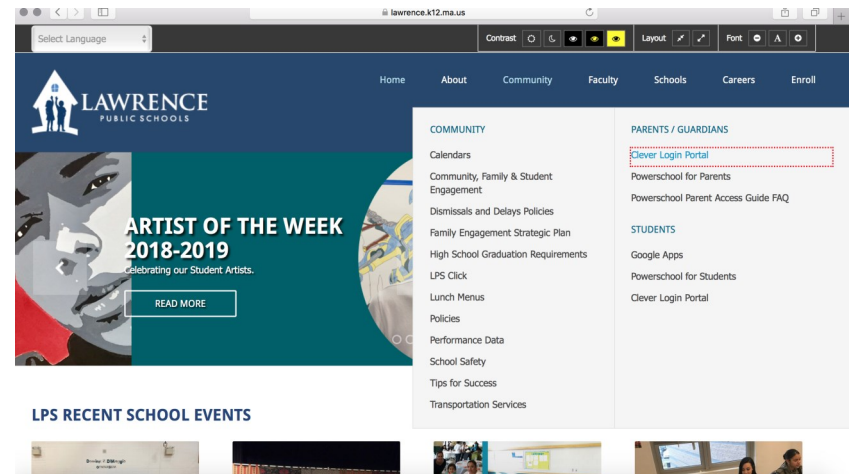 lawrence.k12.ma.us
Select Language
Contrast
Layout
Font
A
LAWRENCE
PUBLIC SCHOOLS
Home
About
Community
Faculty
Schools
Careers
Enroll
COMMUNITY
Calendars
Community, Family & Student
Engagement
Dismissals and Delays Policies
Family Engagement Strategic Plan
High School Graduation Requirements
LPS Click
Lunch Menus
Policies
Performance Data
School Safety
Tips for Success
Transportation Services
PARENTS / GUARDIANS
Clever Login Portal
Powerschool for Parents
Powerschool Parent Access Guide FAQ
STUDENTS
Google Apps
Powerschool for Students
Clever Login Portal
ARTIST OF THE WEEK
2018-2019
Celebrating our Student Artists.
READ MORE
LPS RECENT SCHOOL EVENTS